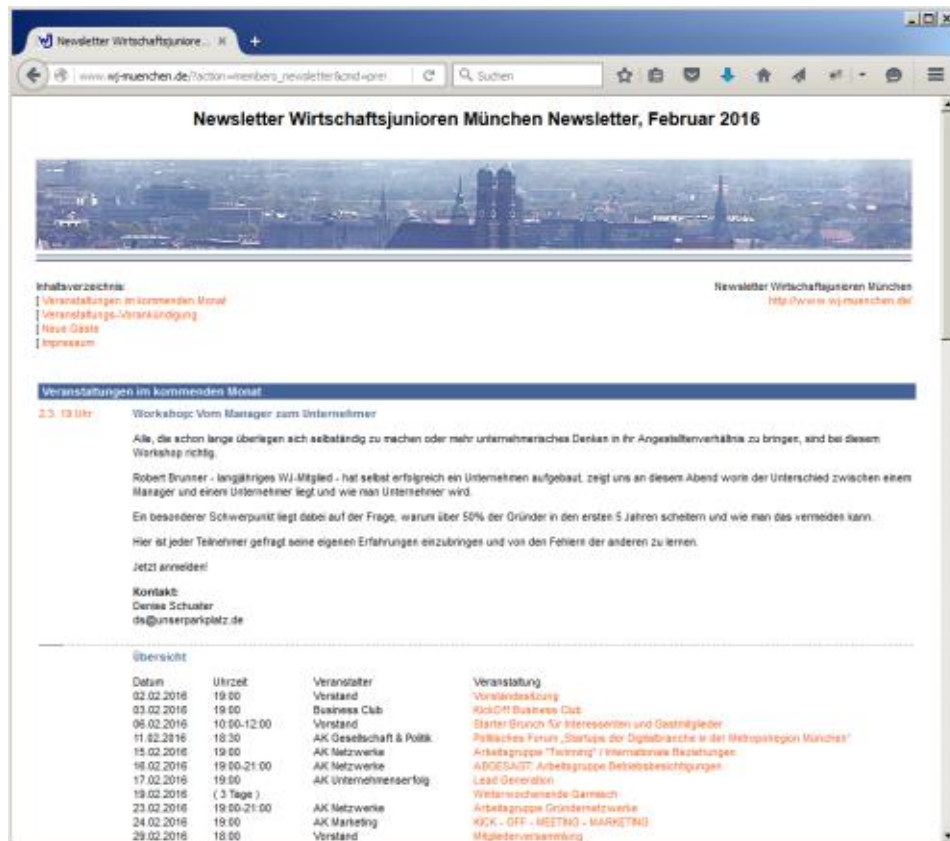 Newsletter Wirtschaftsjuniore...
www.wj-muenchen.de/?action=members_newsletter&cmd=prev
Suchen
Newsletter Wirtschaftsjunioren München Newsletter, Februar 2016
Inhaltsverzeichnis:
[ Veranstaltungen im kommenden Monat
[ Veranstaltungs-Vorankündigung
[ Neue Gäste
[ Impressum
Newsletter Wirtschaftsjunioren München
http://www.wj-muenchen.de/
Veranstaltungen im kommenden Monat
2.3. 19 Uhr
Workshop: Vom Manager zum Unternehmer
Alle, die schon lange überlegen sich selbständig zu machen oder mehr unternehmerisches Denken in ihr Angestelltenverhältnis zu bringen, sind bei diesem
Workshop richtig.
Robert Brunner - langjähriges WJ-Mitglied - hat selbst erfolgreich ein Unternehmen aufgebaut, zeigt uns an diesem Abend worin der Unterschied zwischen einem
Manager und einem Unternehmer liegt und wie man Unternehmer wird.
Ein besonderer Schwerpunkt liegt dabei auf der Frage, warum über 50% der Gründer in den ersten 5 Jahren scheitern und wie man das vermeiden kann.
Hier ist jeder Teilnehmer gefragt seine eigenen Erfahrungen einzubringen und von den Fehlern der anderen zu lernen.
Jetzt anmelden!
Kontakt:
Denise Schuster
ds@unserparkplatz.de
Übersicht
Datum Uhrzeit Veranstalter Veranstaltung
02.02.2016 19:00 Vorstand Vorstandssitzung
03.02.2016 19:00 Business Club KickOff Business Club
06.02.2016 10:00-12:00 Vorstand Starter Brunch für Interessenten und Gastmitglieder
11.02.2016 18:30 AK Gesellschaft & Politik Politisches Forum „Startups der Digitalbranche in der Metropolregion München"
15.02.2016 19:00 AK Netzwerke Arbeitsgruppe "Twinning" / Internationale Beziehungen
16.02.2016 19:00-21:00 AK Netzwerke ABGESAGT: Arbeitsgruppe Betriebsbesichtigungen
17.02.2016 19:00 AK Unternehmenserfolg Lead Generation
19.02.2016 ( 3 Tage ) Winterwochenende Garmisch
23.02.2016 19:00-21:00 AK Netzwerke Arbeitsgruppe Gründernetzwerke
24.02.2016 19:00 AK Marketing KICK - OFF - MEETING - MARKETING
29.02.2016 18:00 Vorstand Mitgliederversammlung